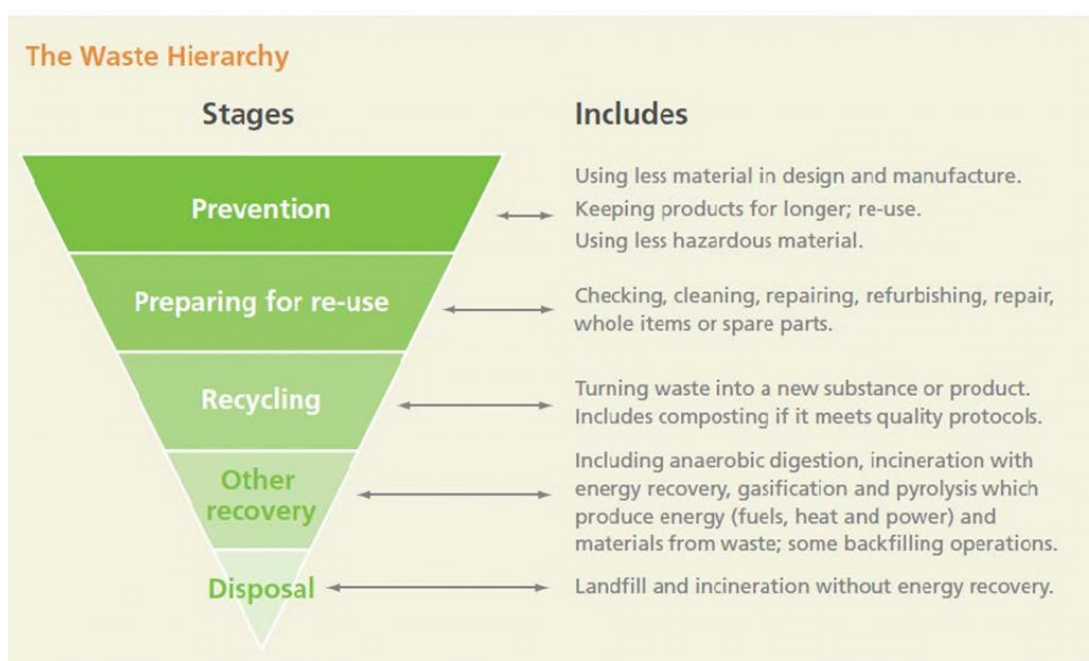 The Waste Hierarchy
Stages
Includes
Prevention
Using less material in design and manufacture.
Keeping products for longer; re-use.
Using less hazardous material.
Preparing for re-use
Checking, cleaning, repairing, refurbishing, repair,
whole items or spare parts.
Recycling
Turning waste into a new substance or product.
Includes composting if it meets quality protocols.
Other
recovery
Including anaerobic digestion, incineration with
energy recovery, gasification and pyrolysis which
produce energy (fuels, heat and power) and
materials from waste; some backfilling operations.
Disposal
Landfill and incineration without energy recovery.